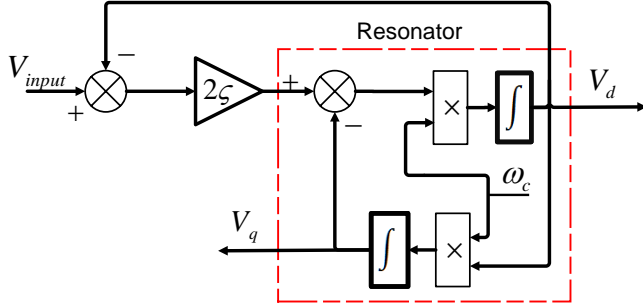 Resonator
−
V_input
+
2ς
+
−
×
∫
V_d
ω_c
V_q
∫
×